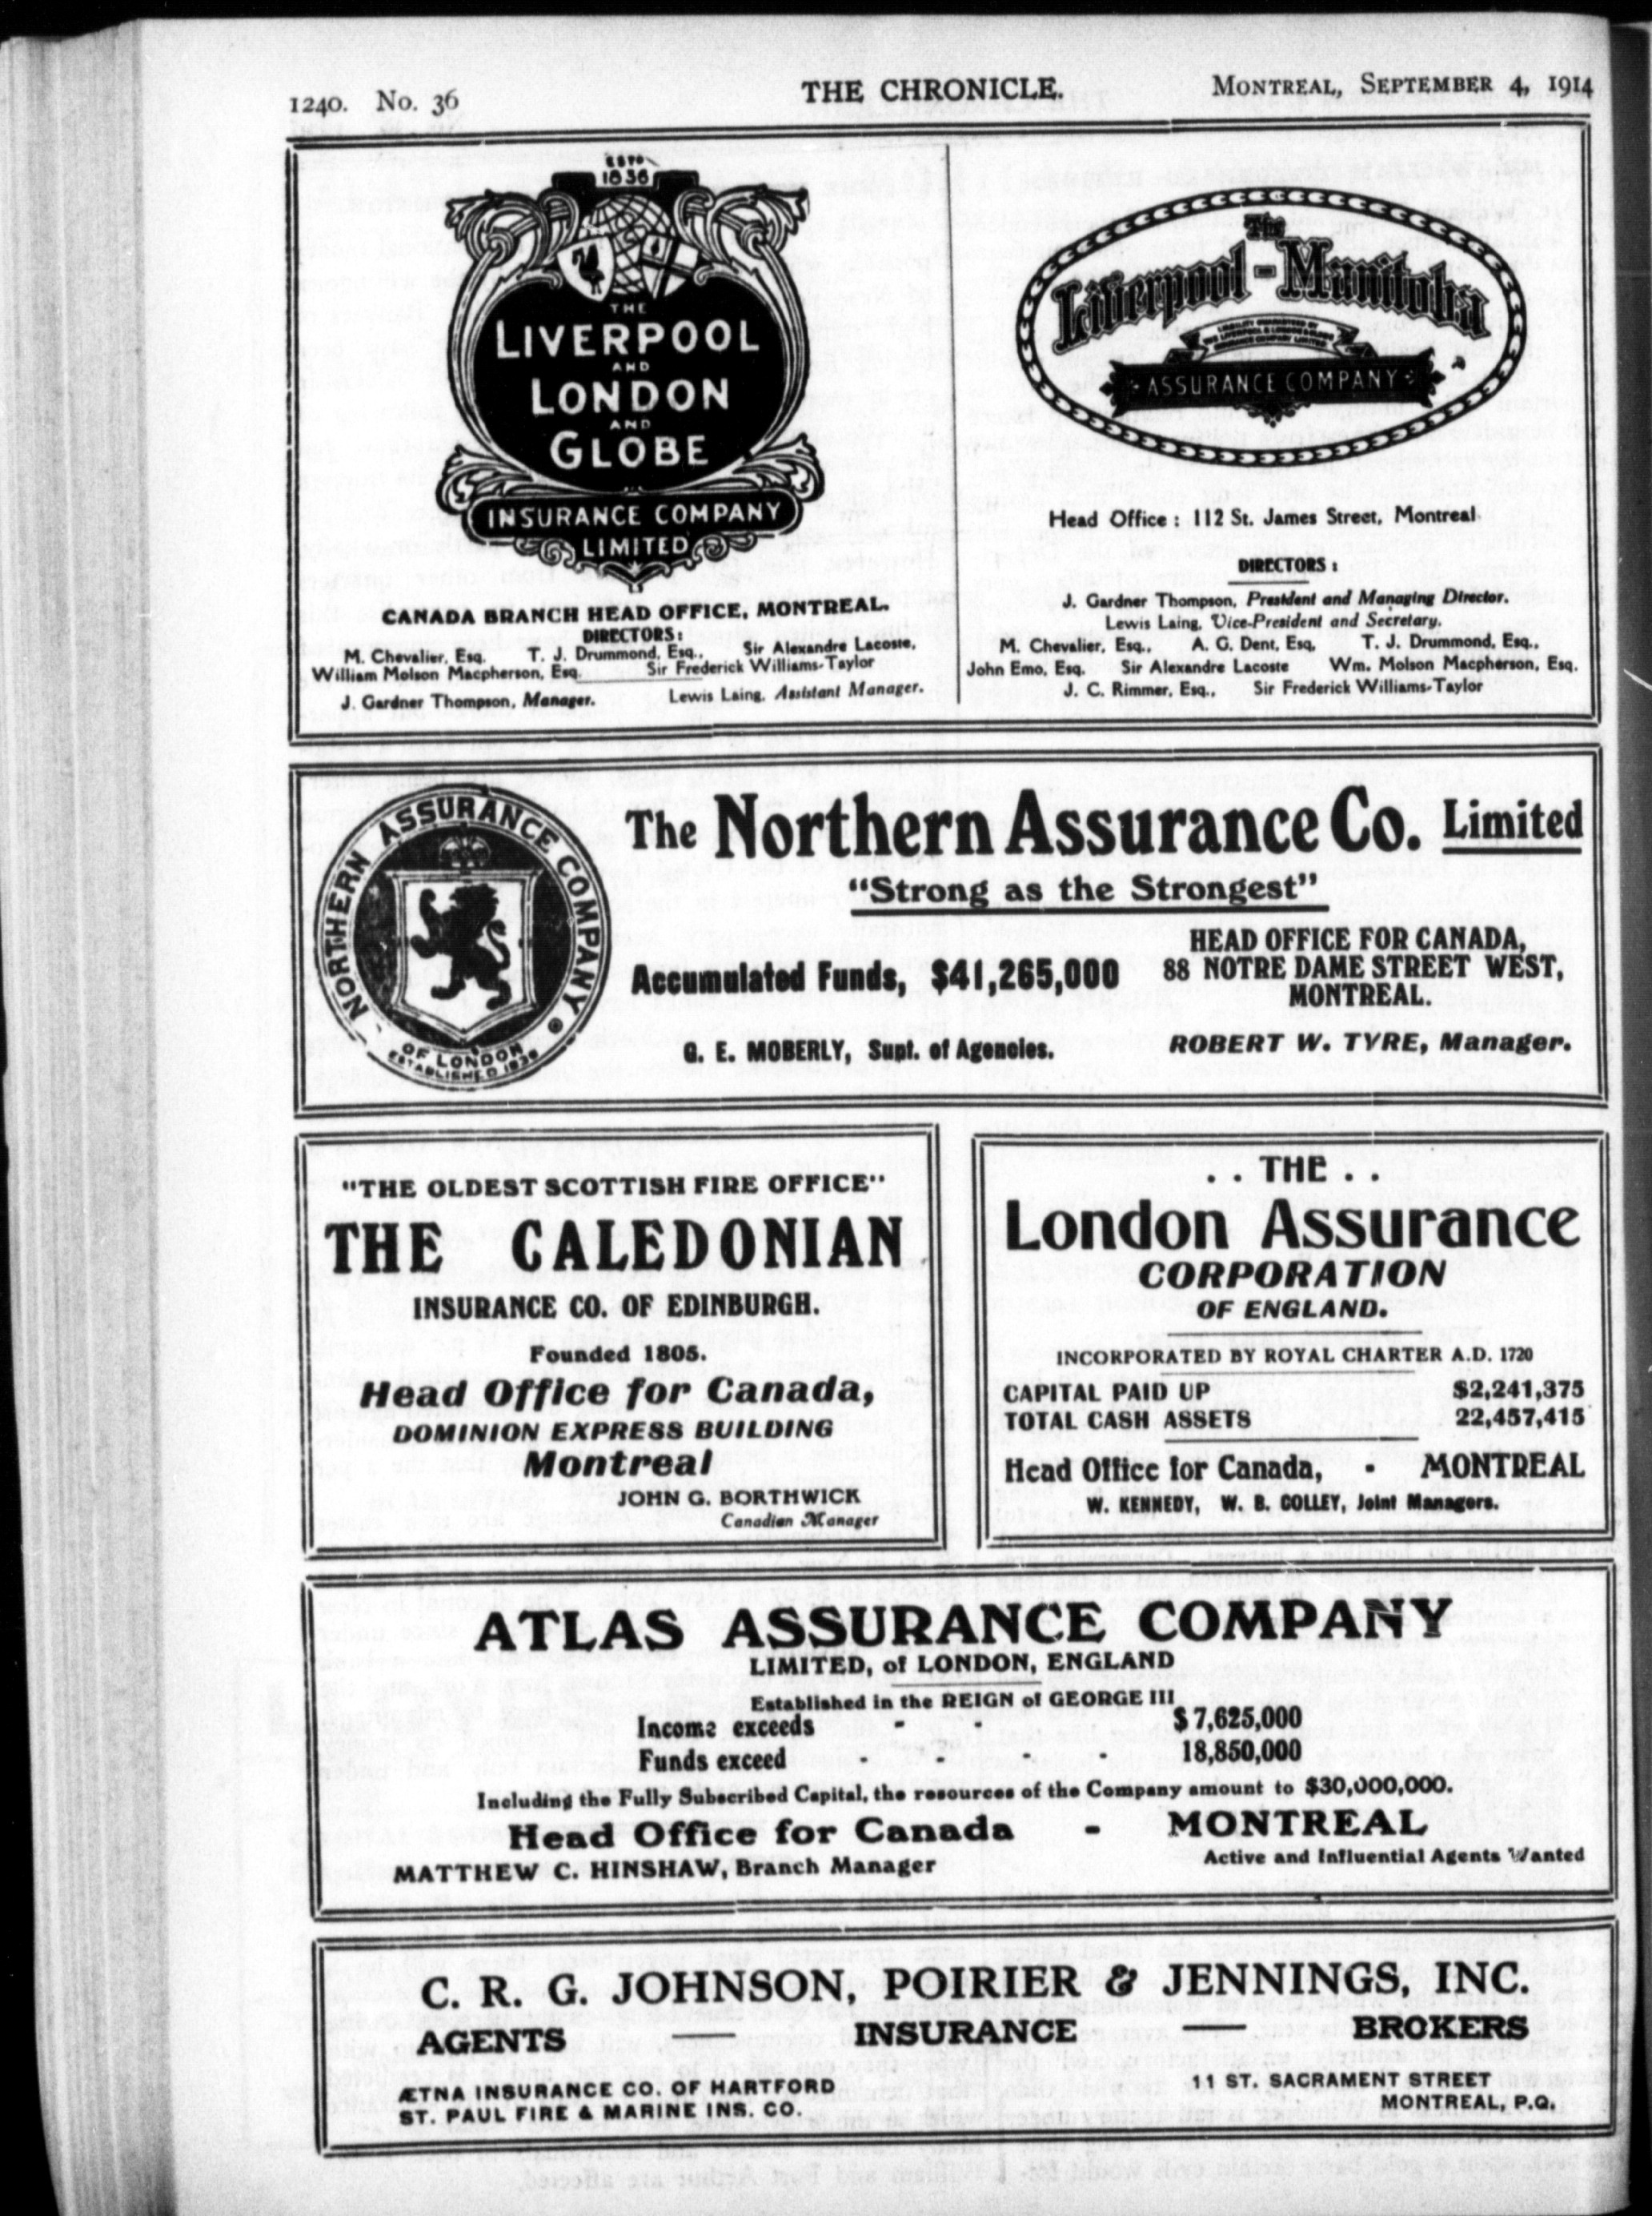 1240. No. 36 THE CHRONICLE. MONTREAL, SEPTEMBER 4, 1914
ESTD
1836
THE
LIVERPOOL
AND
LONDON
AND
GLOBE
INSURANCE COMPANY
LIMITED
CANADA BRANCH HEAD OFFICE, MONTREAL.
DIRECTORS:
M. Chevalier, Esq. T. J. Drummond, Esq., Sir Alexandre Lacoste,
William Molson Macpherson, Esq. Sir Frederick Williams-Taylor
J. Gardner Thompson, Manager. Lewis Laing, Assistant Manager.
The
Liverpool-Manitoba
ASSURANCE COMPANY
Head Office: 112 St. James Street, Montreal.
DIRECTORS:
J. Gardner Thompson, President and Managing Director.
Lewis Laing, Vice-President and Secretary.
M. Chevalier, Esq., A. G. Dent, Esq, T. J. Drummond, Esq.,
John Emo, Esq. Sir Alexandre Lacoste Wm. Molson Macpherson, Esq.
J. C. Rimmer, Esq., Sir Frederick Williams-Taylor
NORTHERN ASSURANCE COMPANY
OF LONDON
ESTABLISHED 1836
The Northern Assurance Co. Limited
"Strong as the Strongest"
Accumulated Funds, $41,265,000
HEAD OFFICE FOR CANADA,
88 NOTRE DAME STREET WEST,
MONTREAL.
G. E. MOBERLY, Supt. of Agencies. ROBERT W. TYRE, Manager.
"THE OLDEST SCOTTISH FIRE OFFICE"
THE CALEDONIAN
INSURANCE CO. OF EDINBURGH.
Founded 1805.
Head Office for Canada,
DOMINION EXPRESS BUILDING
Montreal
JOHN G. BORTHWICK
Canadian Manager
. . THE . .
London Assurance
CORPORATION
OF ENGLAND.
INCORPORATED BY ROYAL CHARTER A.D. 1720
CAPITAL PAID UP $2,241,375
TOTAL CASH ASSETS 22,457,415
Head Office for Canada, - MONTREAL
W. KENNEDY, W. B. COLLEY, Joint Managers.
ATLAS ASSURANCE COMPANY
LIMITED, of LONDON, ENGLAND
Established in the REIGN of GEORGE III
Income exceeds - - $7,625,000
Funds exceed - - - - 18,850,000
Including the Fully Subscribed Capital, the resources of the Company amount to $30,000,000.
Head Office for Canada - MONTREAL
MATTHEW C. HINSHAW, Branch Manager Active and Influential Agents Wanted
C. R. G. JOHNSON, POIRIER & JENNINGS, INC.
AGENTS — INSURANCE — BROKERS
ÆTNA INSURANCE CO. OF HARTFORD
ST. PAUL FIRE & MARINE INS. CO.
11 ST. SACRAMENT STREET
MONTREAL, P.Q.